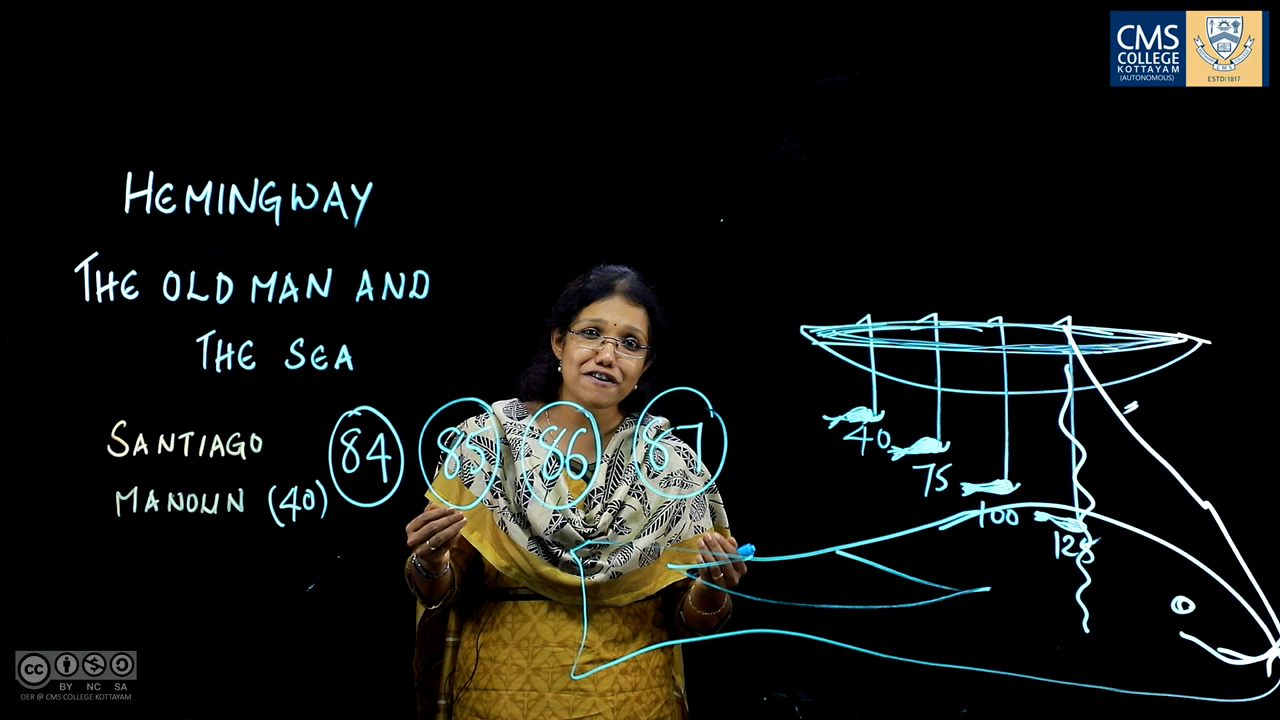 CMS
COLLEGE
KOTTAYAM
(AUTONOMOUS)
ESTD:1817
HEMINGWAY
THE OLD MAN AND
THE SEA
SANTIAGO
MANOLIN (40)
84 85 86 87
40
75
100
125
CC
BY NC SA
OER @ CMS COLLEGE KOTTAYAM